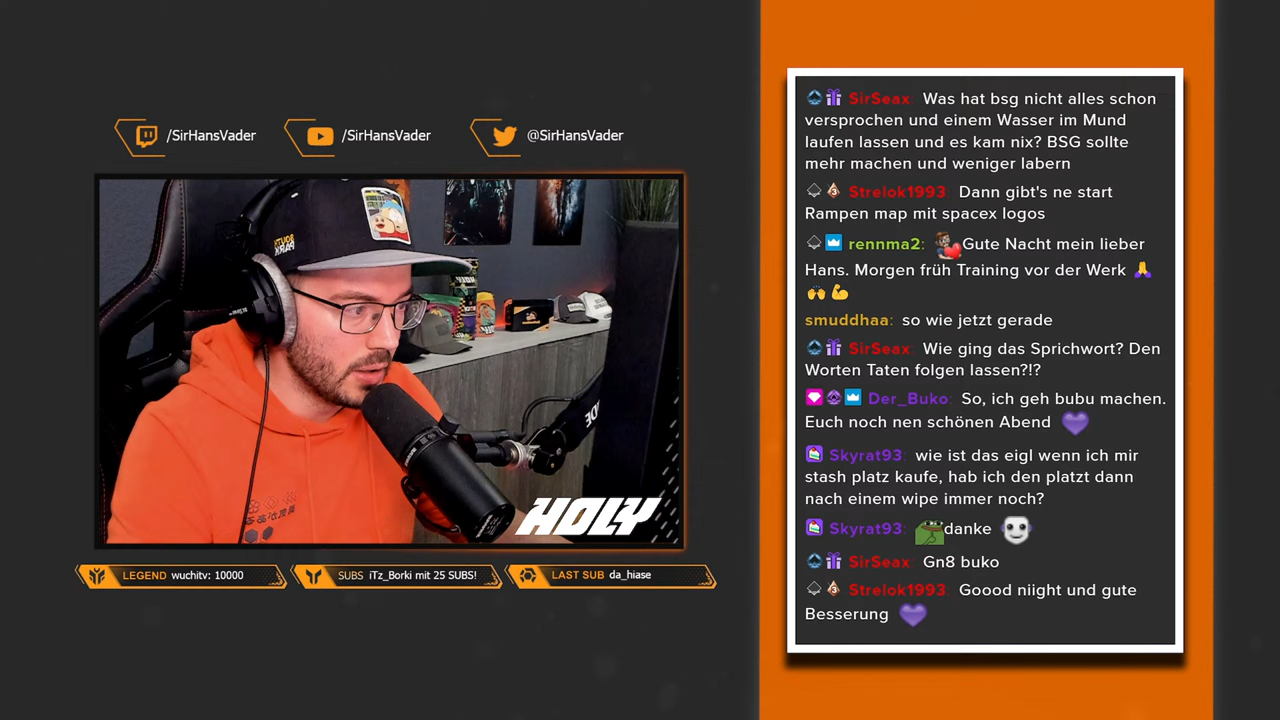 /SirHansVader
/SirHansVader
@SirHansVader
HOLY
LEGEND wuchitv: 10000
SUBS iTz_Borki mit 25 SUBS!
LAST SUB da_hiase
SirSeax: Was hat bsg nicht alles schon
versprochen und einem Wasser im Mund
laufen lassen und es kam nix? BSG sollte
mehr machen und weniger labern
Strelok1993: Dann gibt's ne start
Rampen map mit spacex logos
rennma2: Gute Nacht mein lieber
Hans. Morgen früh Training vor der Werk 🙏
🙌 💪
smuddhaa: so wie jetzt gerade
SirSeax: Wie ging das Sprichwort? Den
Worten Taten folgen lassen?!?
Der_Buko: So, ich geh bubu machen.
Euch noch nen schönen Abend 💜
Skyrat93: wie ist das eigl wenn ich mir
stash platz kaufe, hab ich den platzt dann
nach einem wipe immer noch?
Skyrat93: danke
SirSeax: Gn8 buko
Strelok1993: Goood niight und gute
Besserung 💜